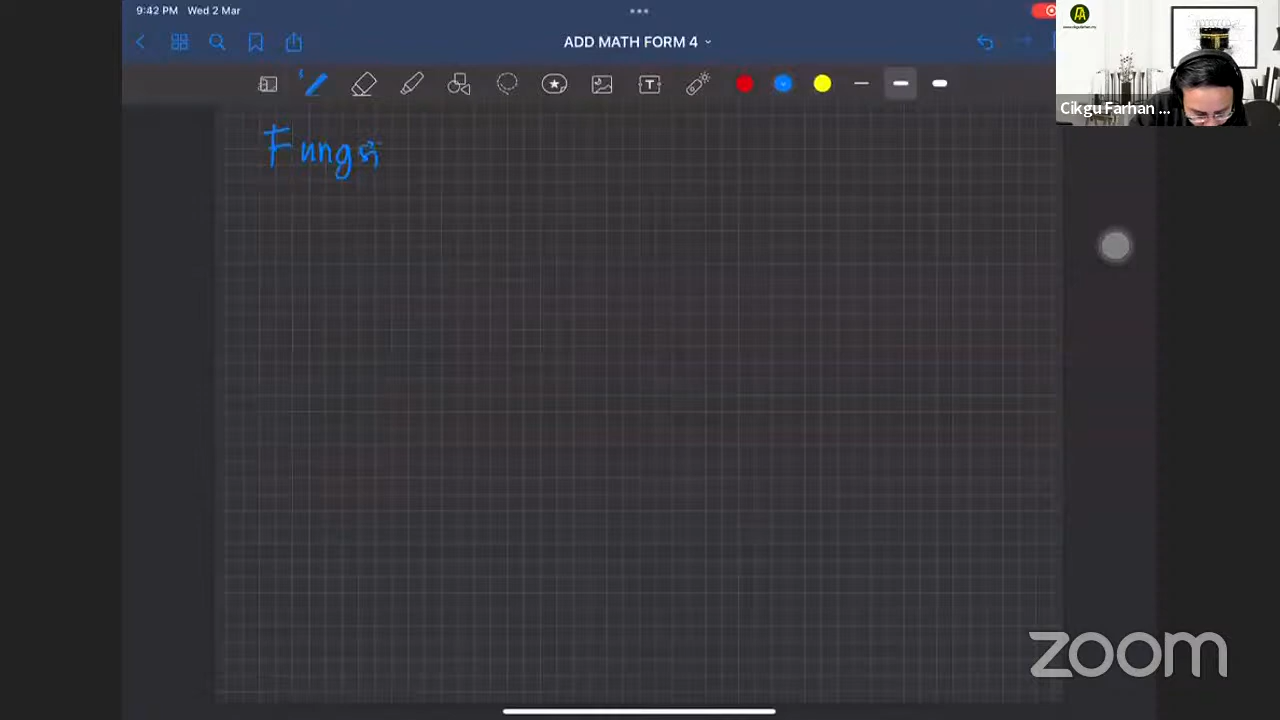 9:42 PM Wed 2 Mar
ADD MATH FORM 4
Cikgu Farhan ...
Fungsi
zoom